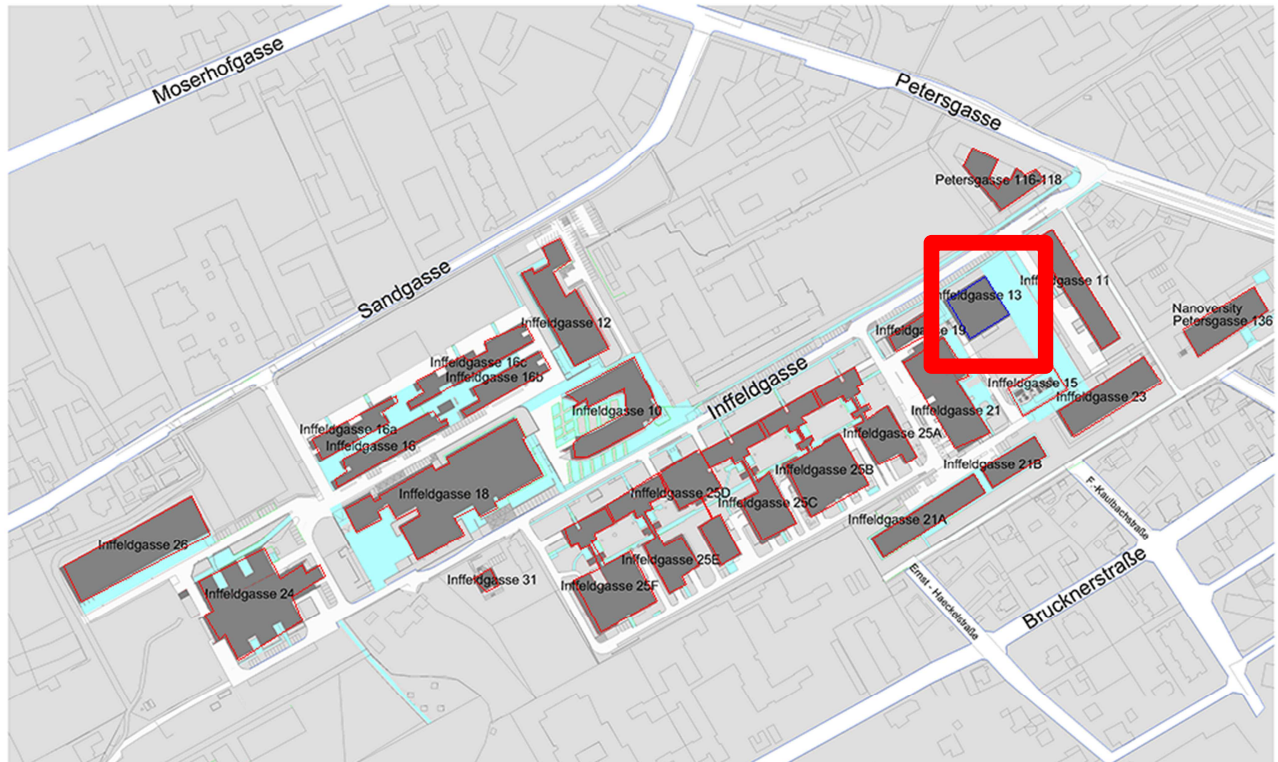 Moserhofgasse
Petersgasse
Petersgasse 116-118
Sandgasse
Inffeldgasse 11
Inffeldgasse 13
Nanoversity
Petersgasse 136
Inffeldgasse 12
Inffeldgasse 19
Inffeldgasse 16c
Inffeldgasse 16b
Inffeldgasse
Inffeldgasse 15
Inffeldgasse 23
Inffeldgasse 10
Inffeldgasse 21
Inffeldgasse 16a
Inffeldgasse 16
Inffeldgasse 25A
Inffeldgasse 21B
Inffeldgasse 25B
Inffeldgasse 18
Inffeldgasse 25D
Inffeldgasse 25C
F.-Kaulbachstraße
Inffeldgasse 21A
Inffeldgasse 26
Inffeldgasse 25E
Inffeldgasse 31
Inffeldgasse 25F
Inffeldgasse 24
Ernst - Haeckelstraße
Brucknerstraße